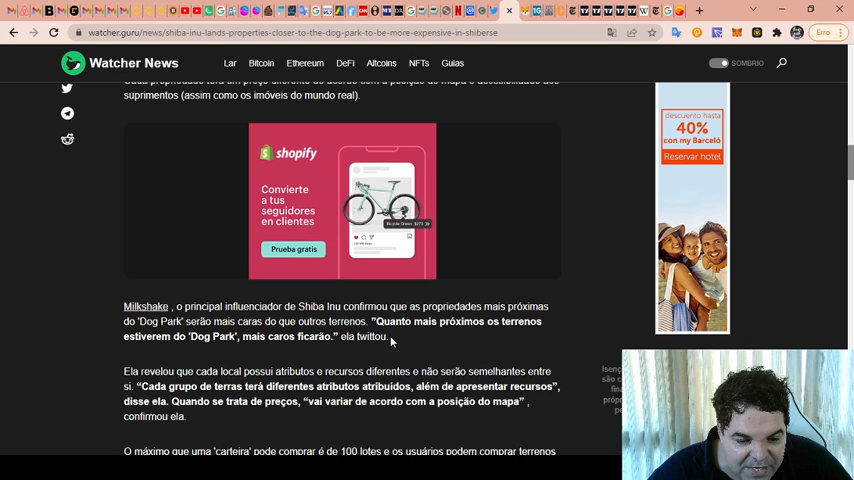 watcher.guru/news/shiba-inu-lands-properties-closer-to-the-dog-park-to-be-more-expensive-in-shiberse
Erro
Watcher News
Lar Bitcoin Ethereum DeFi Altcoins NFTs Guias
SOMBRIO
suprimentos (assim como os imóveis do mundo real).
shopify
Convierte
a tus
seguidores
en clientes
Prueba gratis
descuento hasta
40%
con my Barceló
Reservar hotel
Milkshake , o principal influenciador de Shiba Inu confirmou que as propriedades mais próximas
do 'Dog Park' serão mais caras do que outros terrenos. "Quanto mais próximos os terrenos
estiverem do 'Dog Park', mais caros ficarão." ela twittou.
Ela revelou que cada local possui atributos e recursos diferentes e não serão semelhantes entre
si. "Cada grupo de terras terá diferentes atributos atribuídos, além de apresentar recursos",
disse ela. Quando se trata de preços, "vai variar de acordo com a posição do mapa" ,
confirmou ela.
O máximo que uma 'carteira' pode comprar é de 100 lotes e os usuários podem comprar terrenos